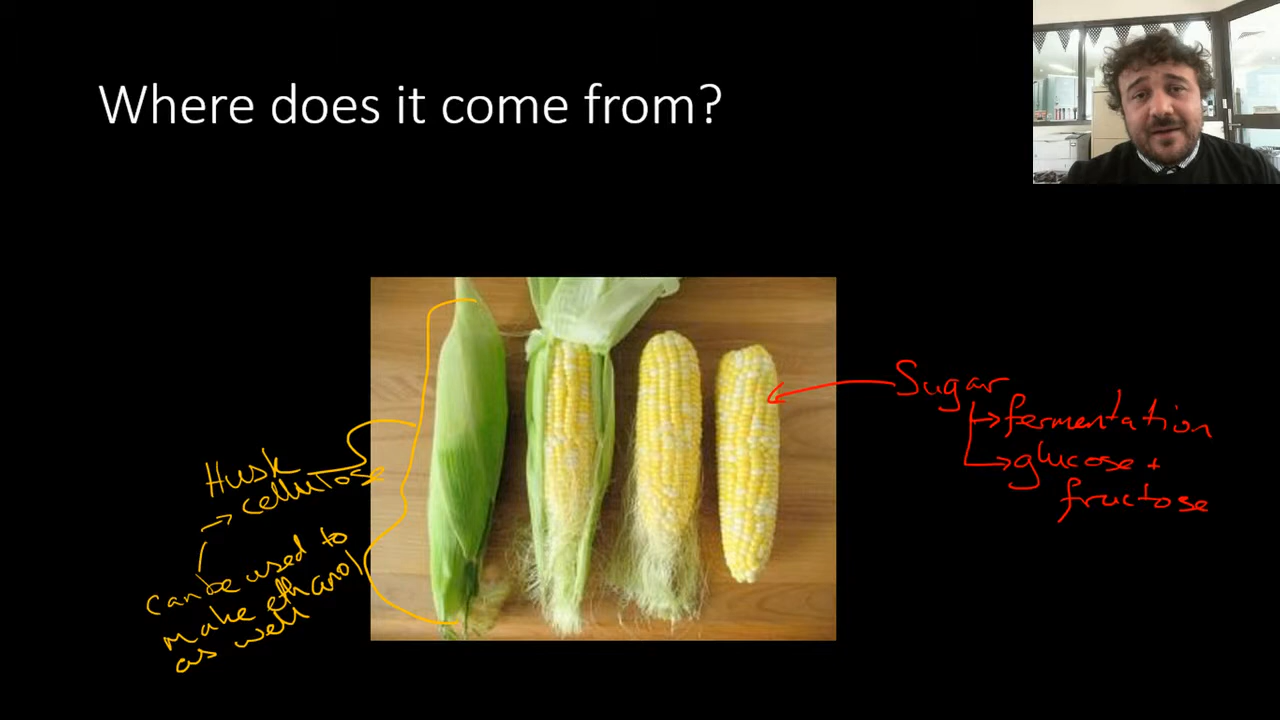 Where does it come from?
Sugar
→ fermentation
→ glucose +
fructose
Husk
→ cellulose
can be used to
make ethanol
as well